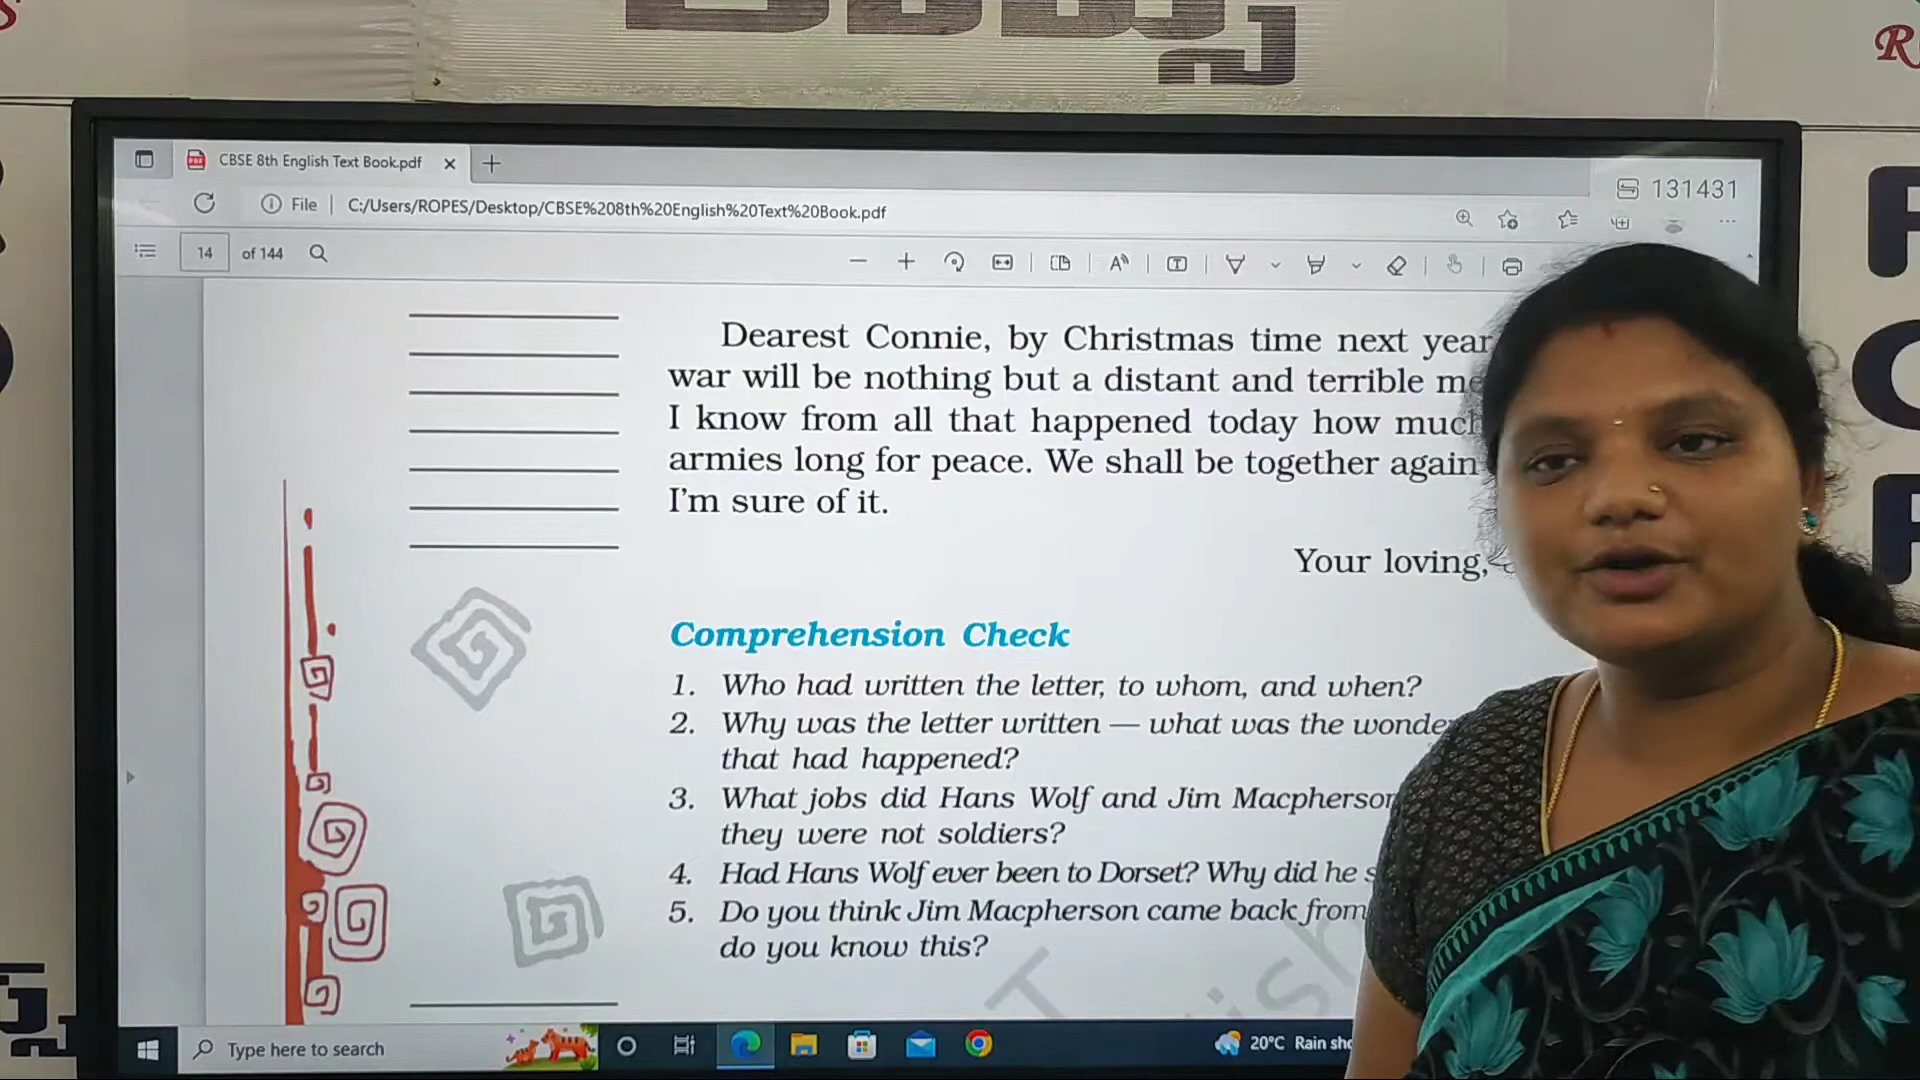 CBSE 8th English Text Book.pdf
131431
File
C:/Users/ROPES/Desktop/CBSE%208th%20English%20Text%20Book.pdf
14 of 144
Dearest Connie, by Christmas time next year
war will be nothing but a distant and terrible
I know from all that happened today how much
armies long for peace. We shall be together again
I'm sure of it.
Your loving,
Comprehension Check
1. Who had written the letter, to whom, and when?
2. Why was the letter written — what was the
that had happened?
3. What jobs did Hans Wolf and Jim Macpherson
they were not soldiers?
4. Had Hans Wolf ever been to Dorset? Why did he
5. Do you think Jim Macpherson came back from
do you know this?
Type here to search
20°C Rain